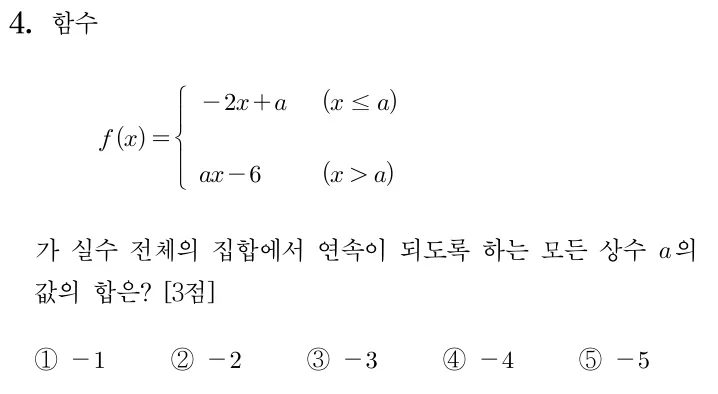 4. 함수
f(x)={ -2x+a (x≤a)
ax-6 (x>a)
가 실수 전체의 집합에서 연속이 되도록 하는 모든 상수 a의
값의 합은? [3점]
① -1 ② -2 ③ -3 ④ -4 ⑤ -5